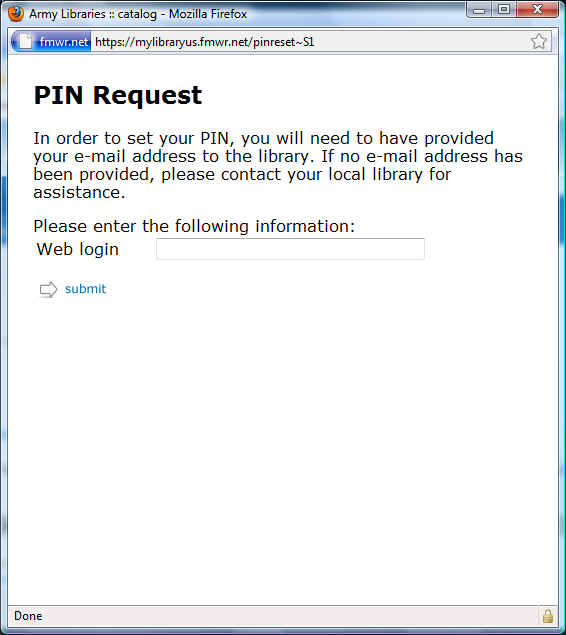 Army Libraries :: catalog - Mozilla Firefox
fmwr.net https://mylibraryus.fmwr.net/pinreset~S1
PIN Request
In order to set your PIN, you will need to have provided
your e-mail address to the library. If no e-mail address has
been provided, please contact your local library for
assistance.
Please enter the following information:
Web login
submit
Done